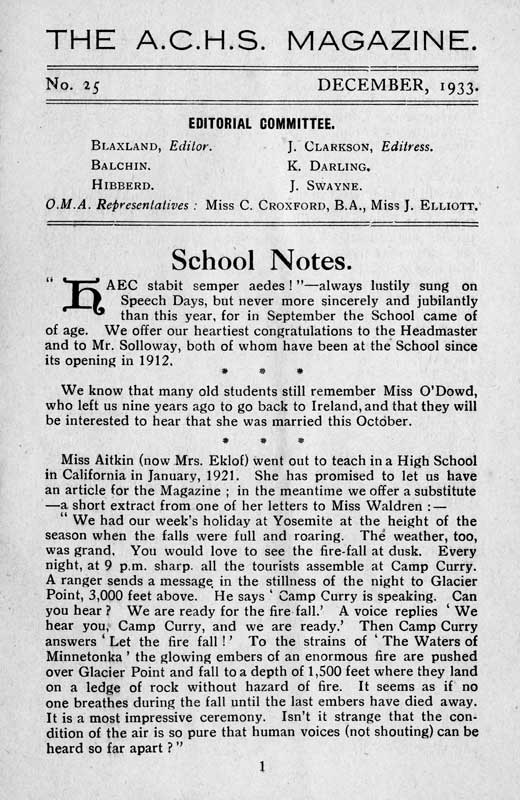 THE A.C.H.S. MAGAZINE.
No. 25 DECEMBER, 1933.
EDITORIAL COMMITTEE.
BLAXLAND, Editor. J. CLARKSON, Editress.
BALCHIN. K. DARLING.
HIBBERD. J. SWAYNE.
O.M.A. Representatives : MISS C. CROXFORD, B.A., MISS J. ELLIOTT.
School Notes.
" HAEC stabit semper aedes ! "—always lustily sung on
Speech Days, but never more sincerely and jubilantly
than this year, for in September the School came of
of age. We offer our heartiest congratulations to the Headmaster
and to Mr. Solloway, both of whom have been at the School since
its opening in 1912.
* * *
We know that many old students still remember Miss O'Dowd,
who left us nine years ago to go back to Ireland, and that they will
be interested to hear that she was married this October.
* * *
Miss Aitkin (now Mrs. Eklof) went out to teach in a High School
in California in January, 1921. She has promised to let us have
an article for the Magazine ; in the meantime we offer a substitute
—a short extract from one of her letters to Miss Waldren : —
" We had our week's holiday at Yosemite at the height of the
season when the falls were full and roaring. The weather, too,
was grand. You would love to see the fire-fall at dusk. Every
night, at 9 p.m. sharp. all the tourists assemble at Camp Curry.
A ranger sends a message in the stillness of the night to Glacier
Point, 3,000 feet above. He says ' Camp Curry is speaking. Can
you hear ? We are ready for the fire fall.' A voice replies ' We
hear you, Camp Curry, and we are ready.' Then Camp Curry
answers ' Let the fire fall ! ' To the strains of ' The Waters of
Minnetonka ' the glowing embers of an enormous fire are pushed
over Glacier Point and fall to a depth of 1,500 feet where they land
on a ledge of rock without hazard of fire. It seems as if no
one breathes during the fall until the last embers have died away.
It is a most impressive ceremony. Isn't it strange that the con-
dition of the air is so pure that human voices (not shouting) can be
heard so far apart ? "
1